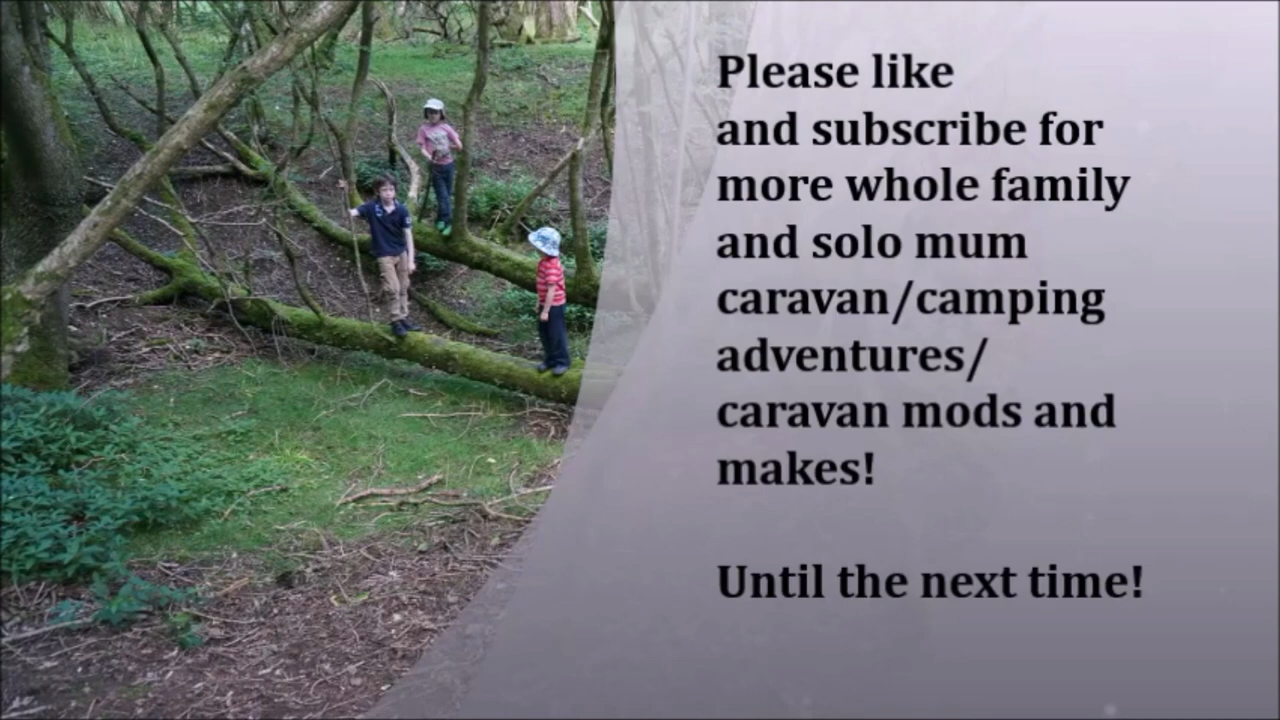 Please like
and subscribe for
more whole family
and solo mum
caravan/camping
adventures/
caravan mods and
makes!
Until the next time!